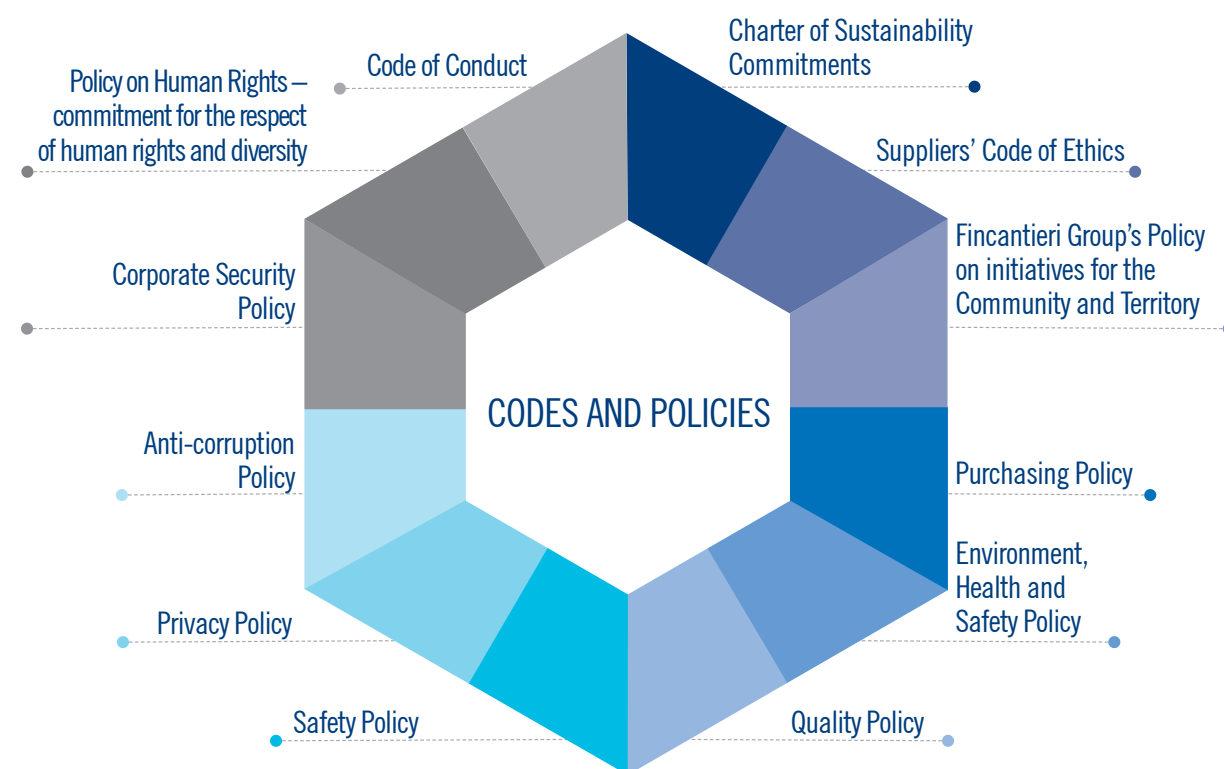 Code of Conduct
Charter of Sustainability
Commitments
Policy on Human Rights –
commitment for the respect
of human rights and diversity
Suppliers’ Code of Ethics
Fincantieri Group’s Policy
on initiatives for the
Community and Territory
Corporate Security
Policy
CODES AND POLICIES
Anti-corruption
Policy
Purchasing Policy
Environment,
Health and
Safety Policy
Privacy Policy
Safety Policy
Quality Policy